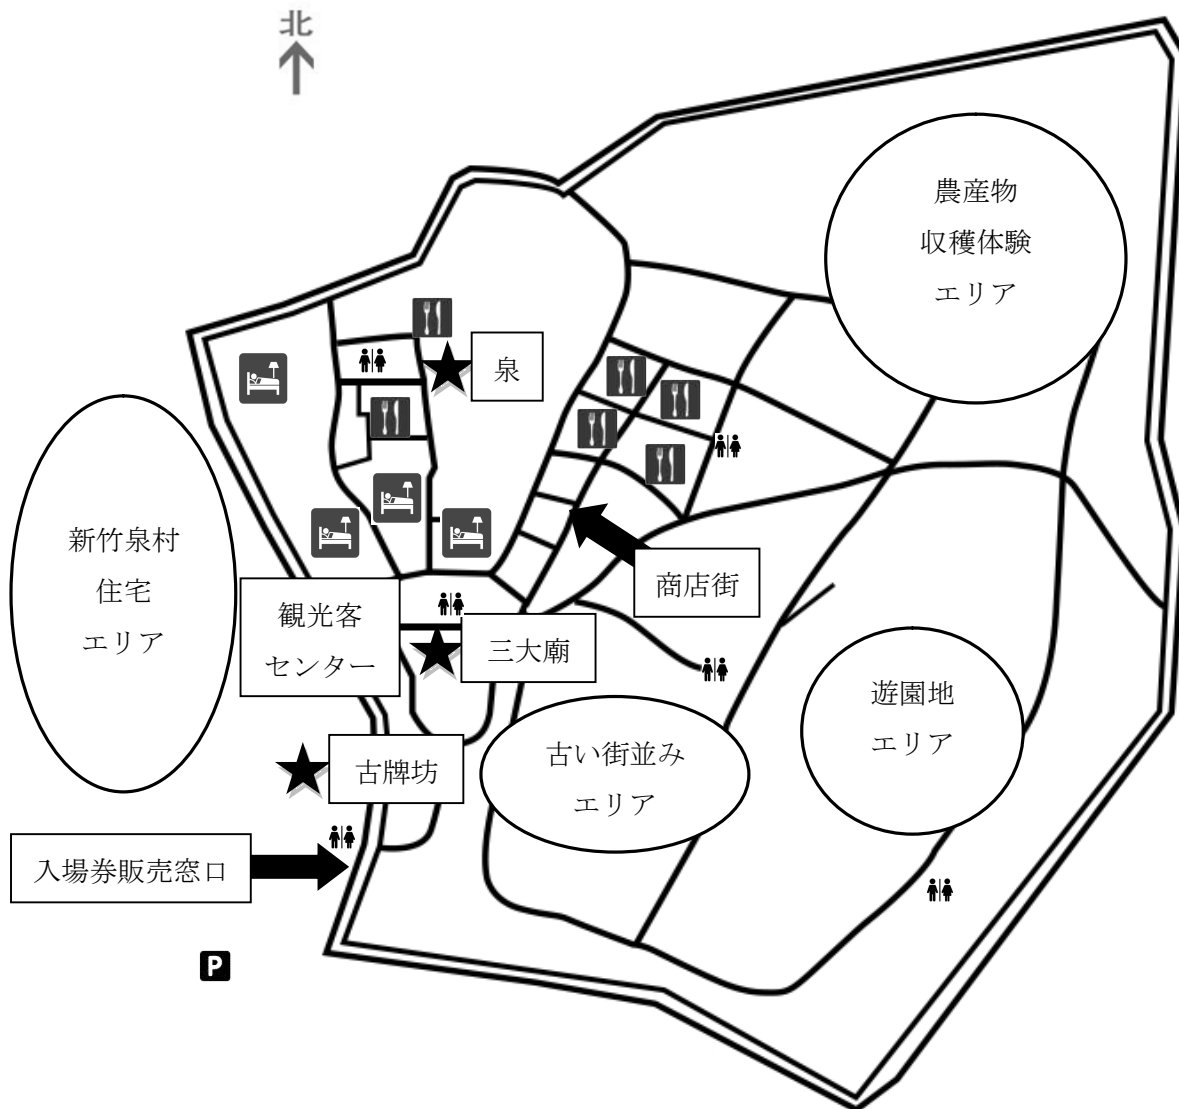 北
農産物
収穫体験
エリア
泉
新竹泉村
住宅
エリア
商店街
観光客
センター
三大廟
遊園地
エリア
古い街並み
エリア
古牌坊
入場券販売窓口
P